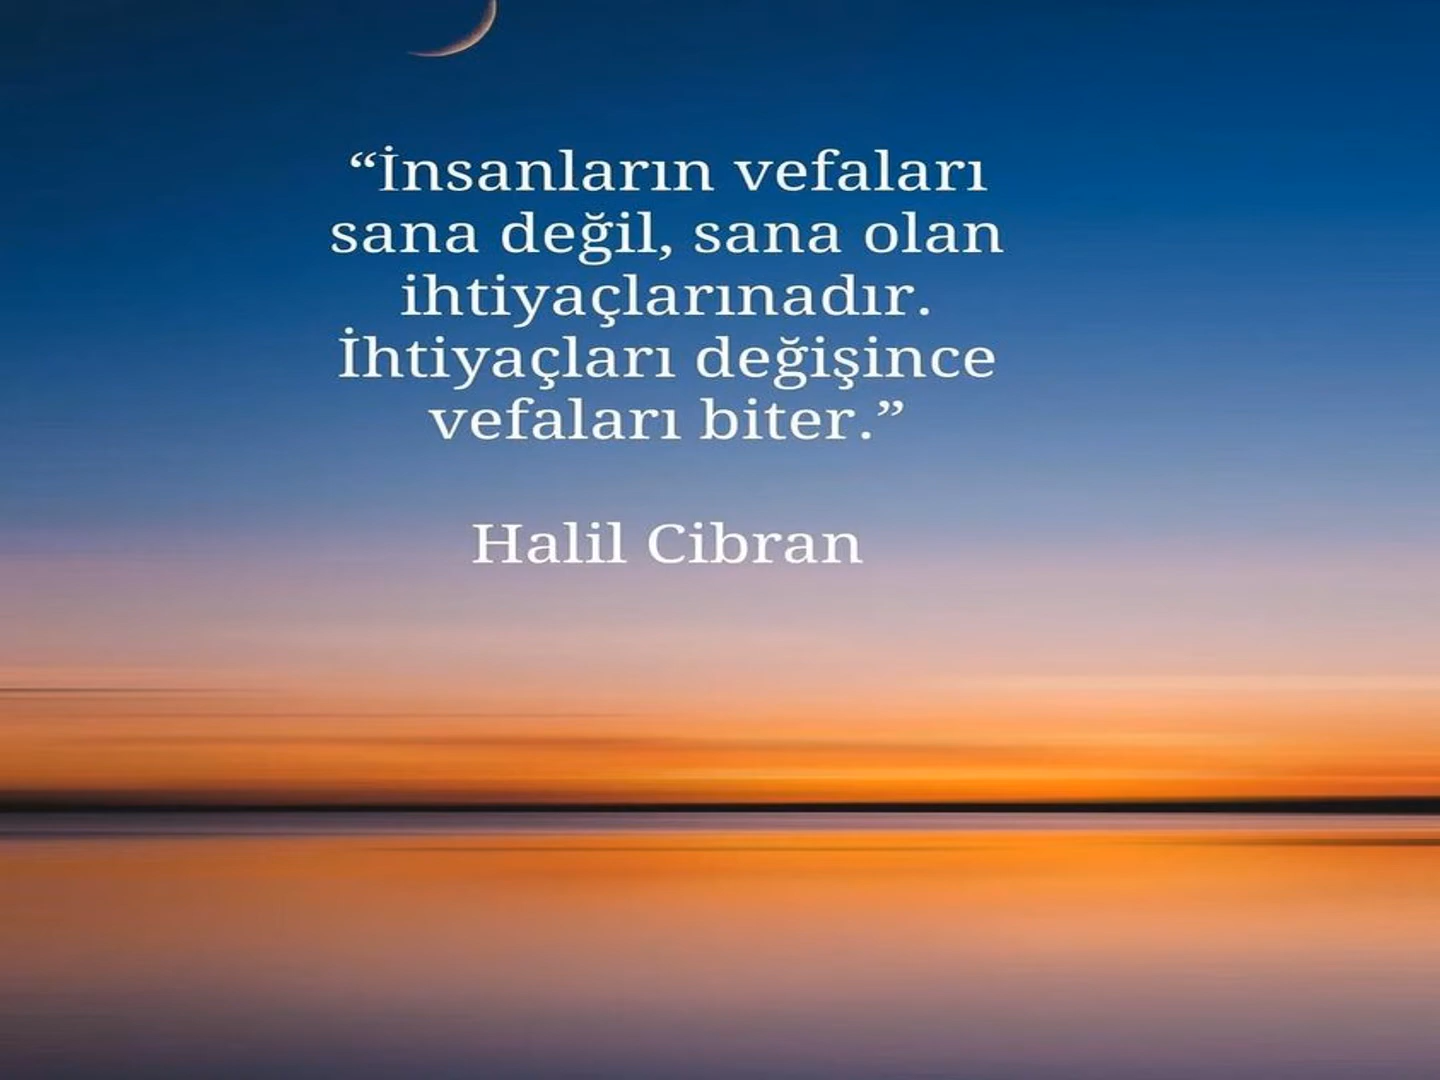 “İnsanların vefaları
sana değil, sana olan
ihtiyaçlarınadır.
İhtiyaçları değişince
vefaları biter.”
Halil Cibran